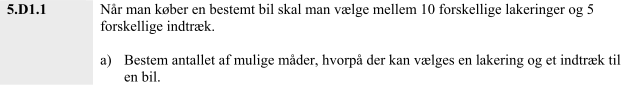 5.D1.1 Når man køber en bestemt bil skal man vælge mellem 10 forskellige lakeringer og 5
forskellige indtræk.
a) Bestem antallet af mulige måder, hvorpå der kan vælges en lakering og et indtræk til
en bil.